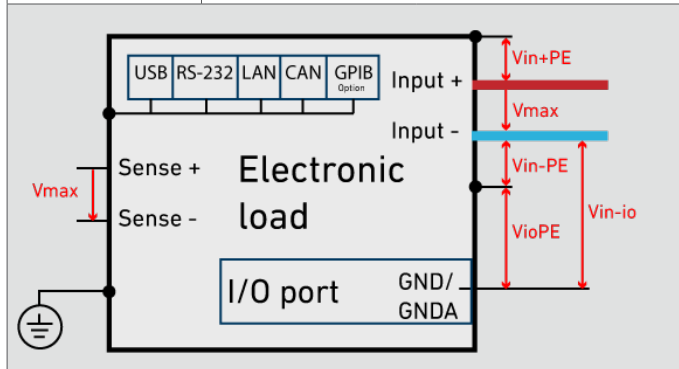 Vin+PE
USB RS-232 LAN CAN GPIB
Option
Input +
Vmax
Input -
Sense +
Electronic
load
Vin-PE
Vmax
Sense -
VioPE
Vin-io
I/O port
GND/
GNDA